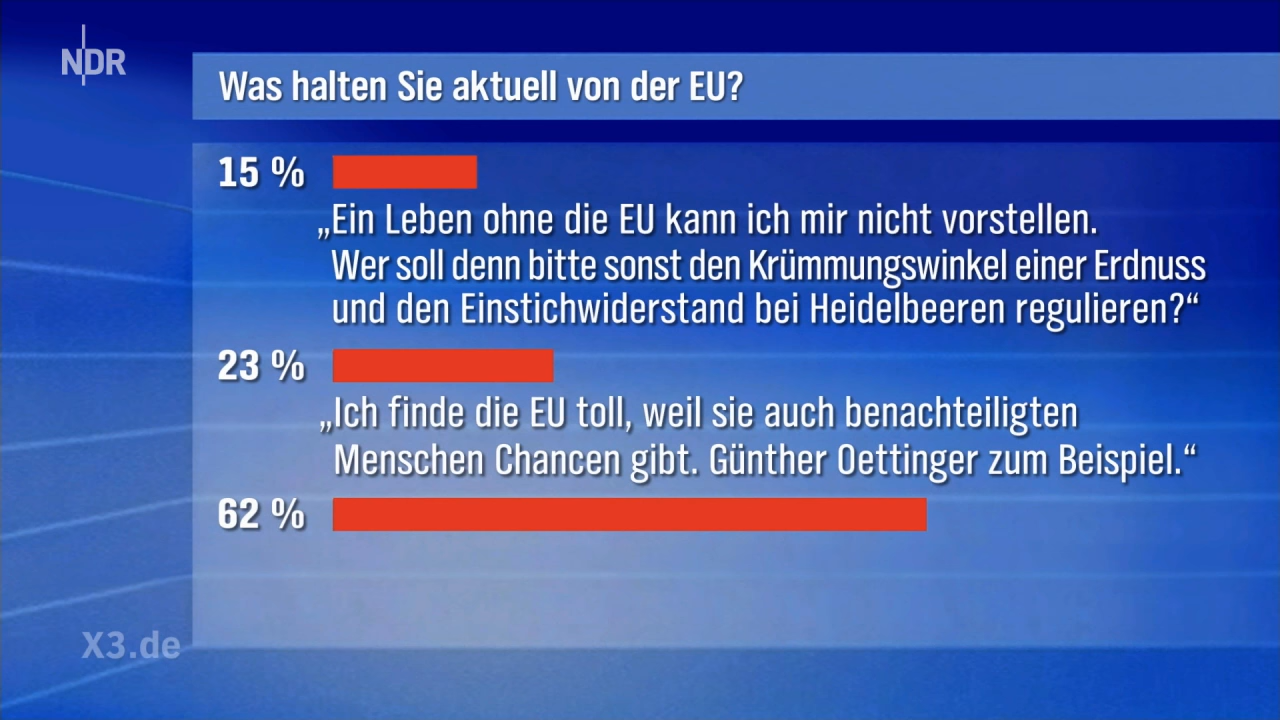 NDR
Was halten Sie aktuell von der EU?
15 %
„Ein Leben ohne die EU kann ich mir nicht vorstellen.
Wer soll denn bitte sonst den Krümmungswinkel einer Erdnuss
und den Einstichwiderstand bei Heidelbeeren regulieren?“
23 %
„Ich finde die EU toll, weil sie auch benachteiligten
Menschen Chancen gibt. Günther Oettinger zum Beispiel.“
62 %
X3.de